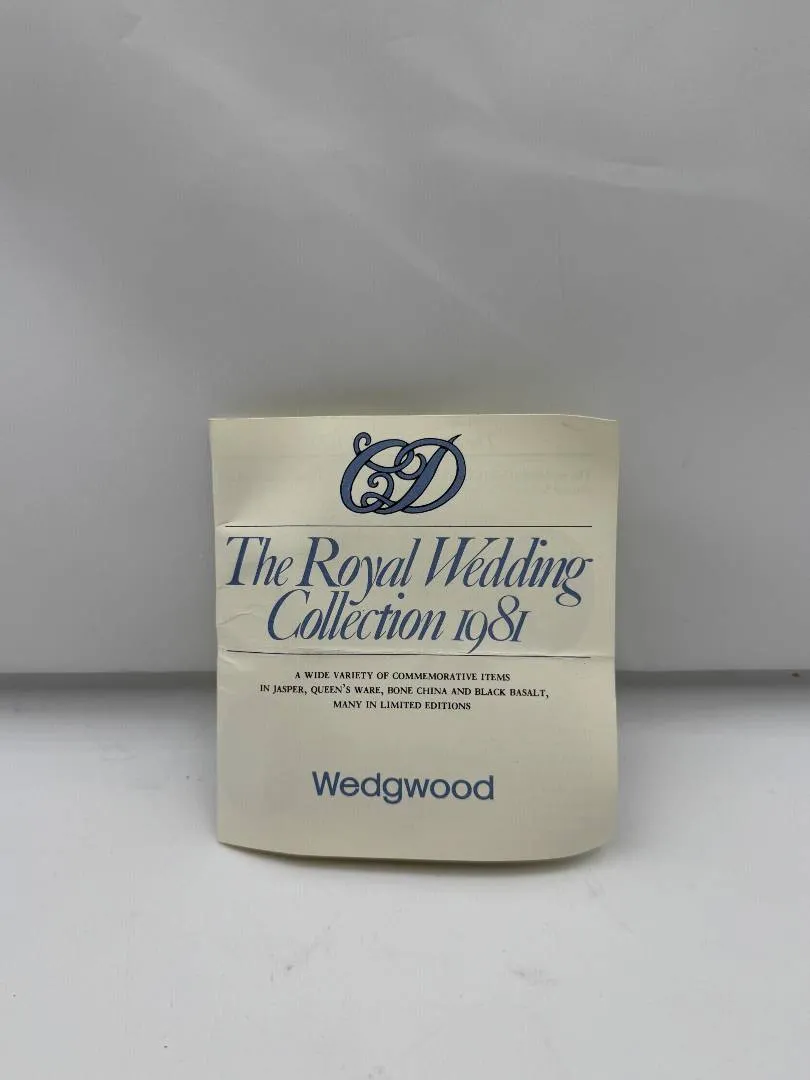 CD
The Royal Wedding
Collection 1981
A WIDE VARIETY OF COMMEMORATIVE ITEMS
IN JASPER, QUEEN'S WARE, BONE CHINA AND BLACK BASALT,
MANY IN LIMITED EDITIONS
Wedgwood